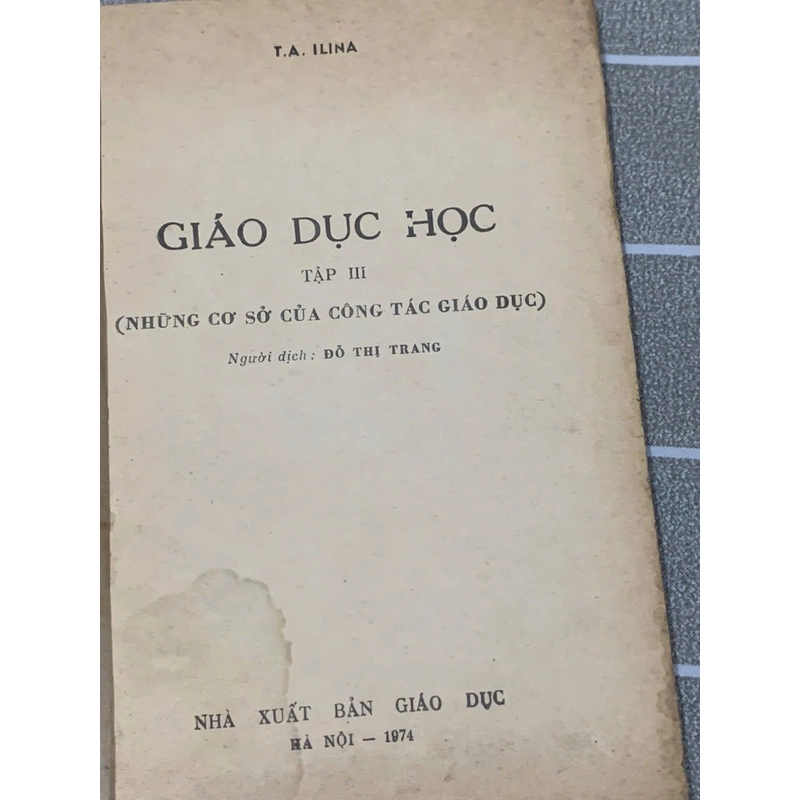 T.A. ILINA
GIÁO DỤC HỌC
TẬP III
(NHỮNG CƠ SỞ CỦA CÔNG TÁC GIÁO DỤC)
Người dịch: ĐỖ THỊ TRANG
NHÀ XUẤT BẢN GIÁO DỤC
HÀ NỘI — 1974